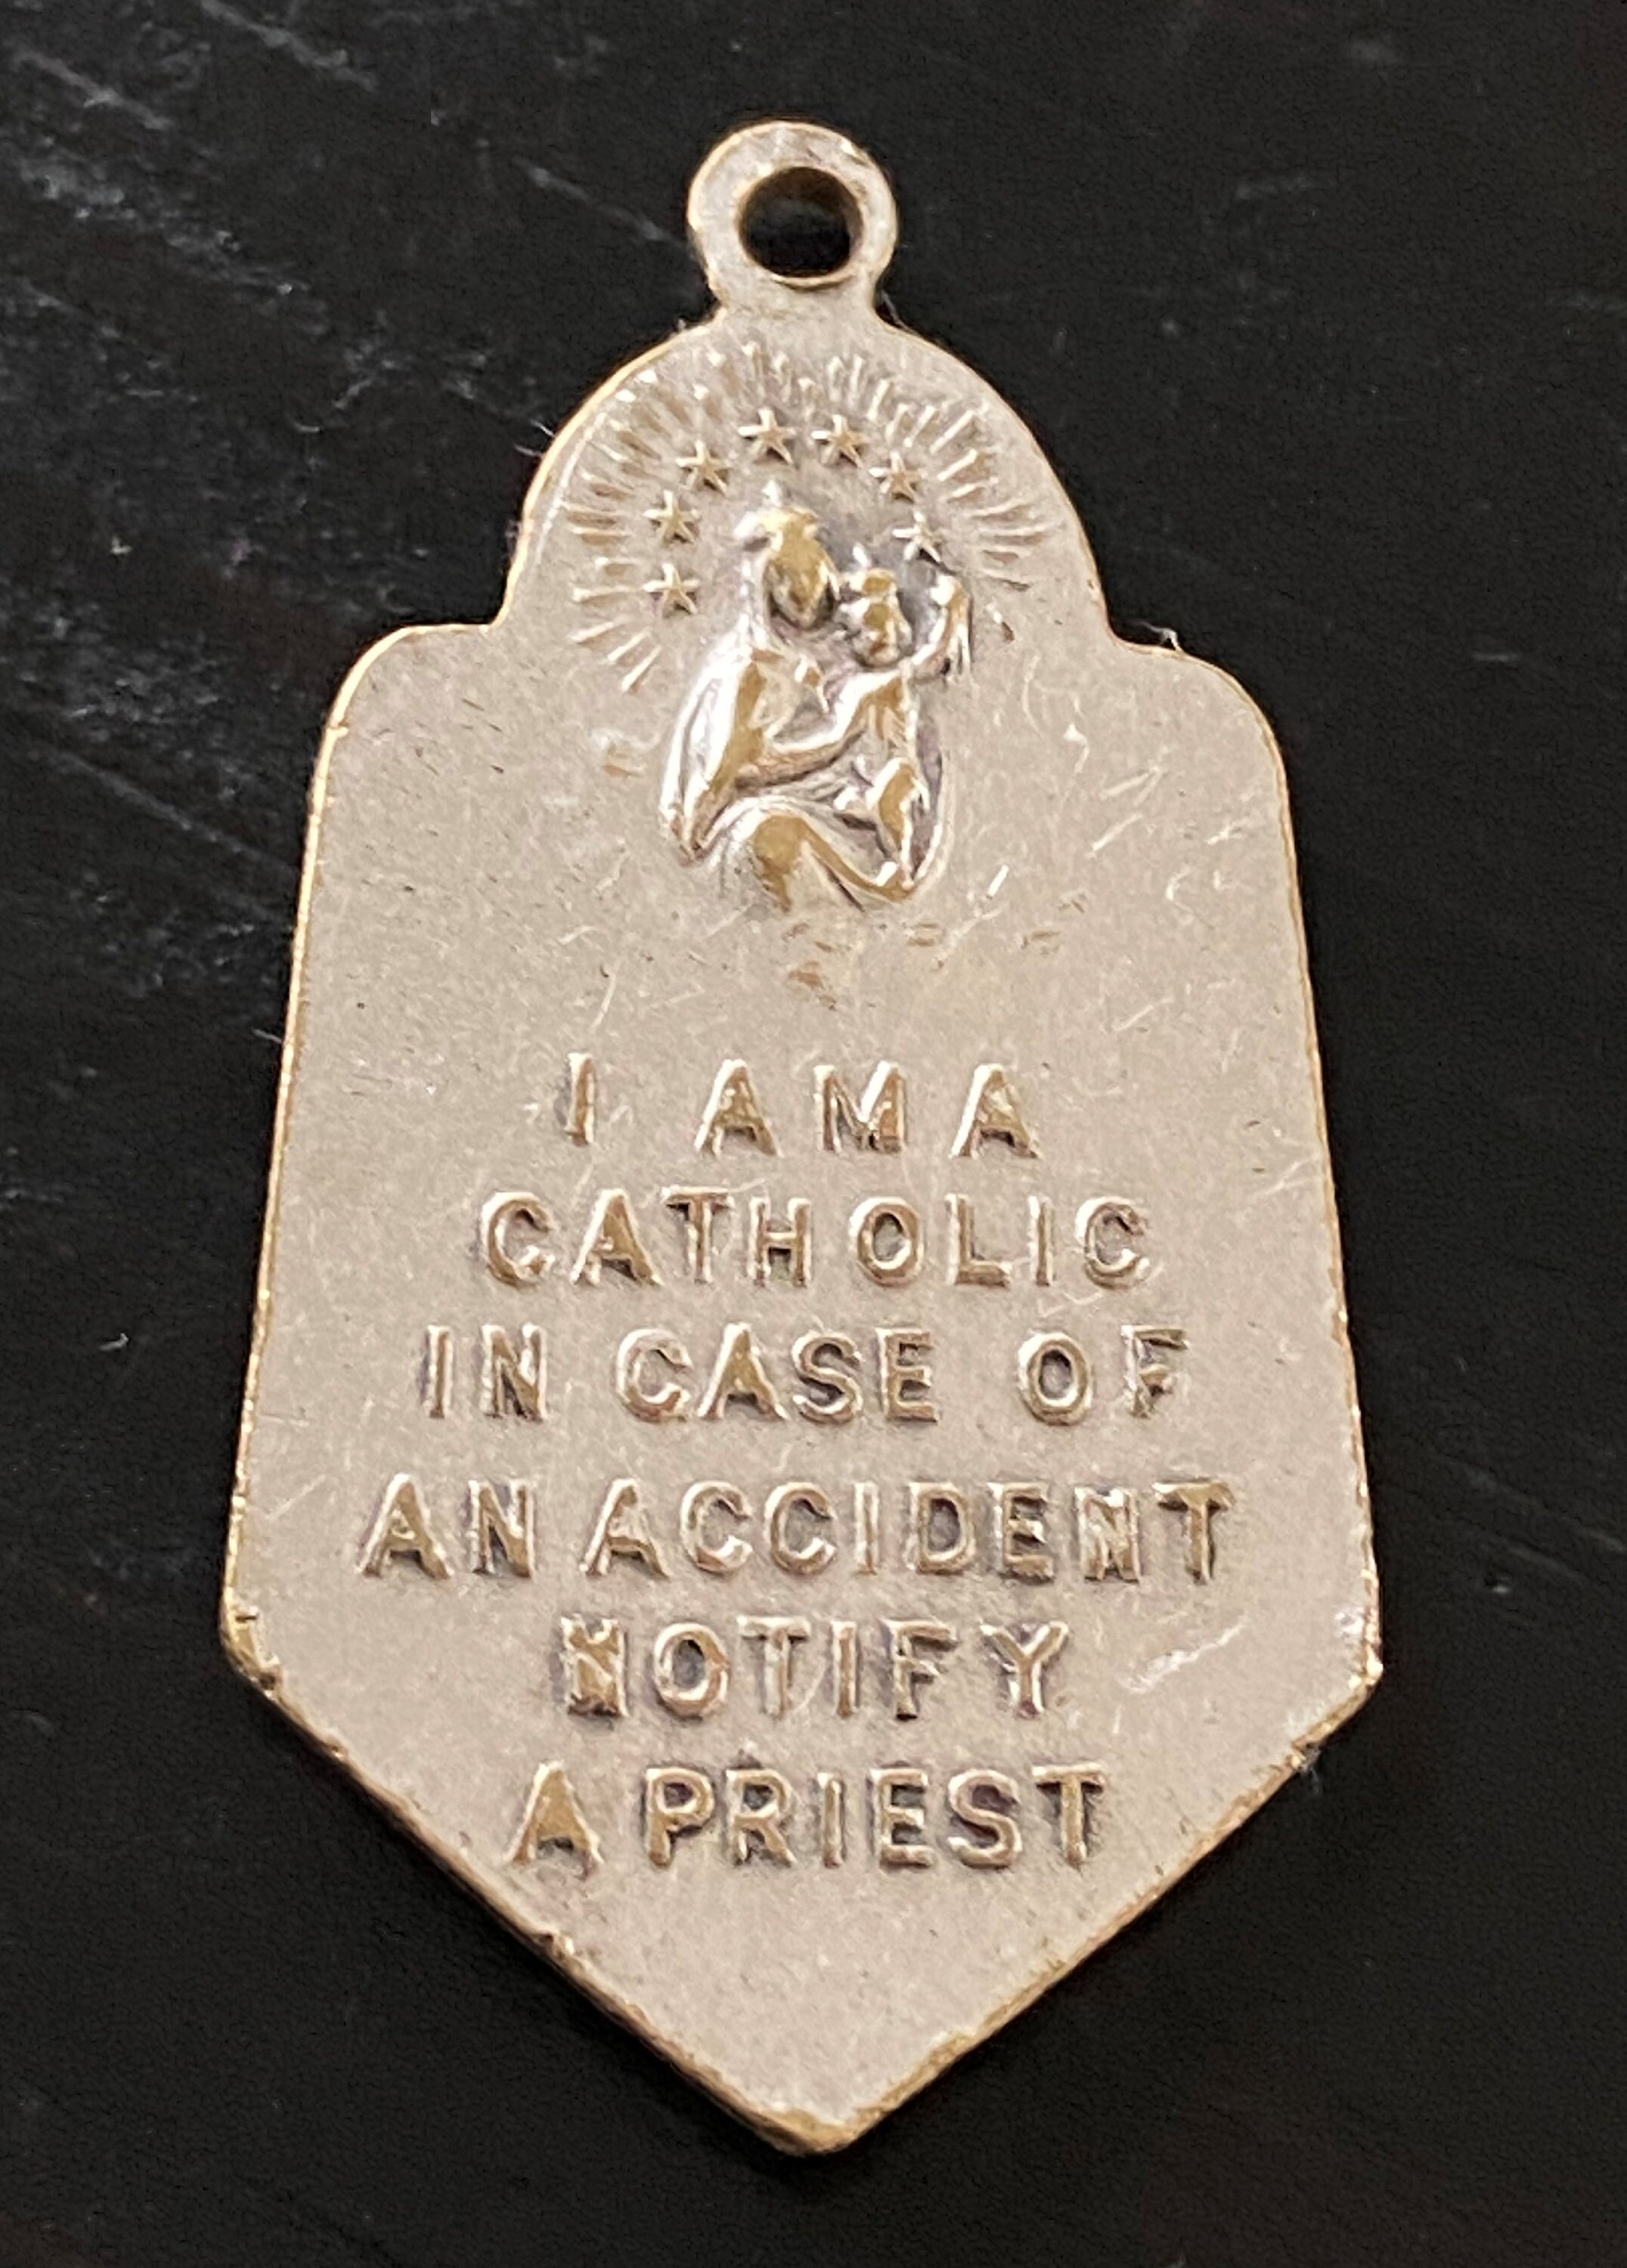 I AM A
CATHOLIC
IN CASE OF
AN ACCIDENT
NOTIFY
A PRIEST